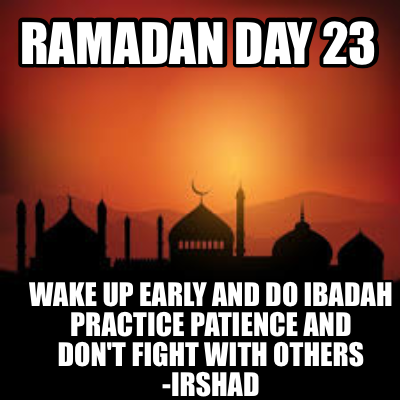 RAMADAN DAY 23
WAKE UP EARLY AND DO IBADAH
PRACTICE PATIENCE AND
DON'T FIGHT WITH OTHERS
-IRSHAD